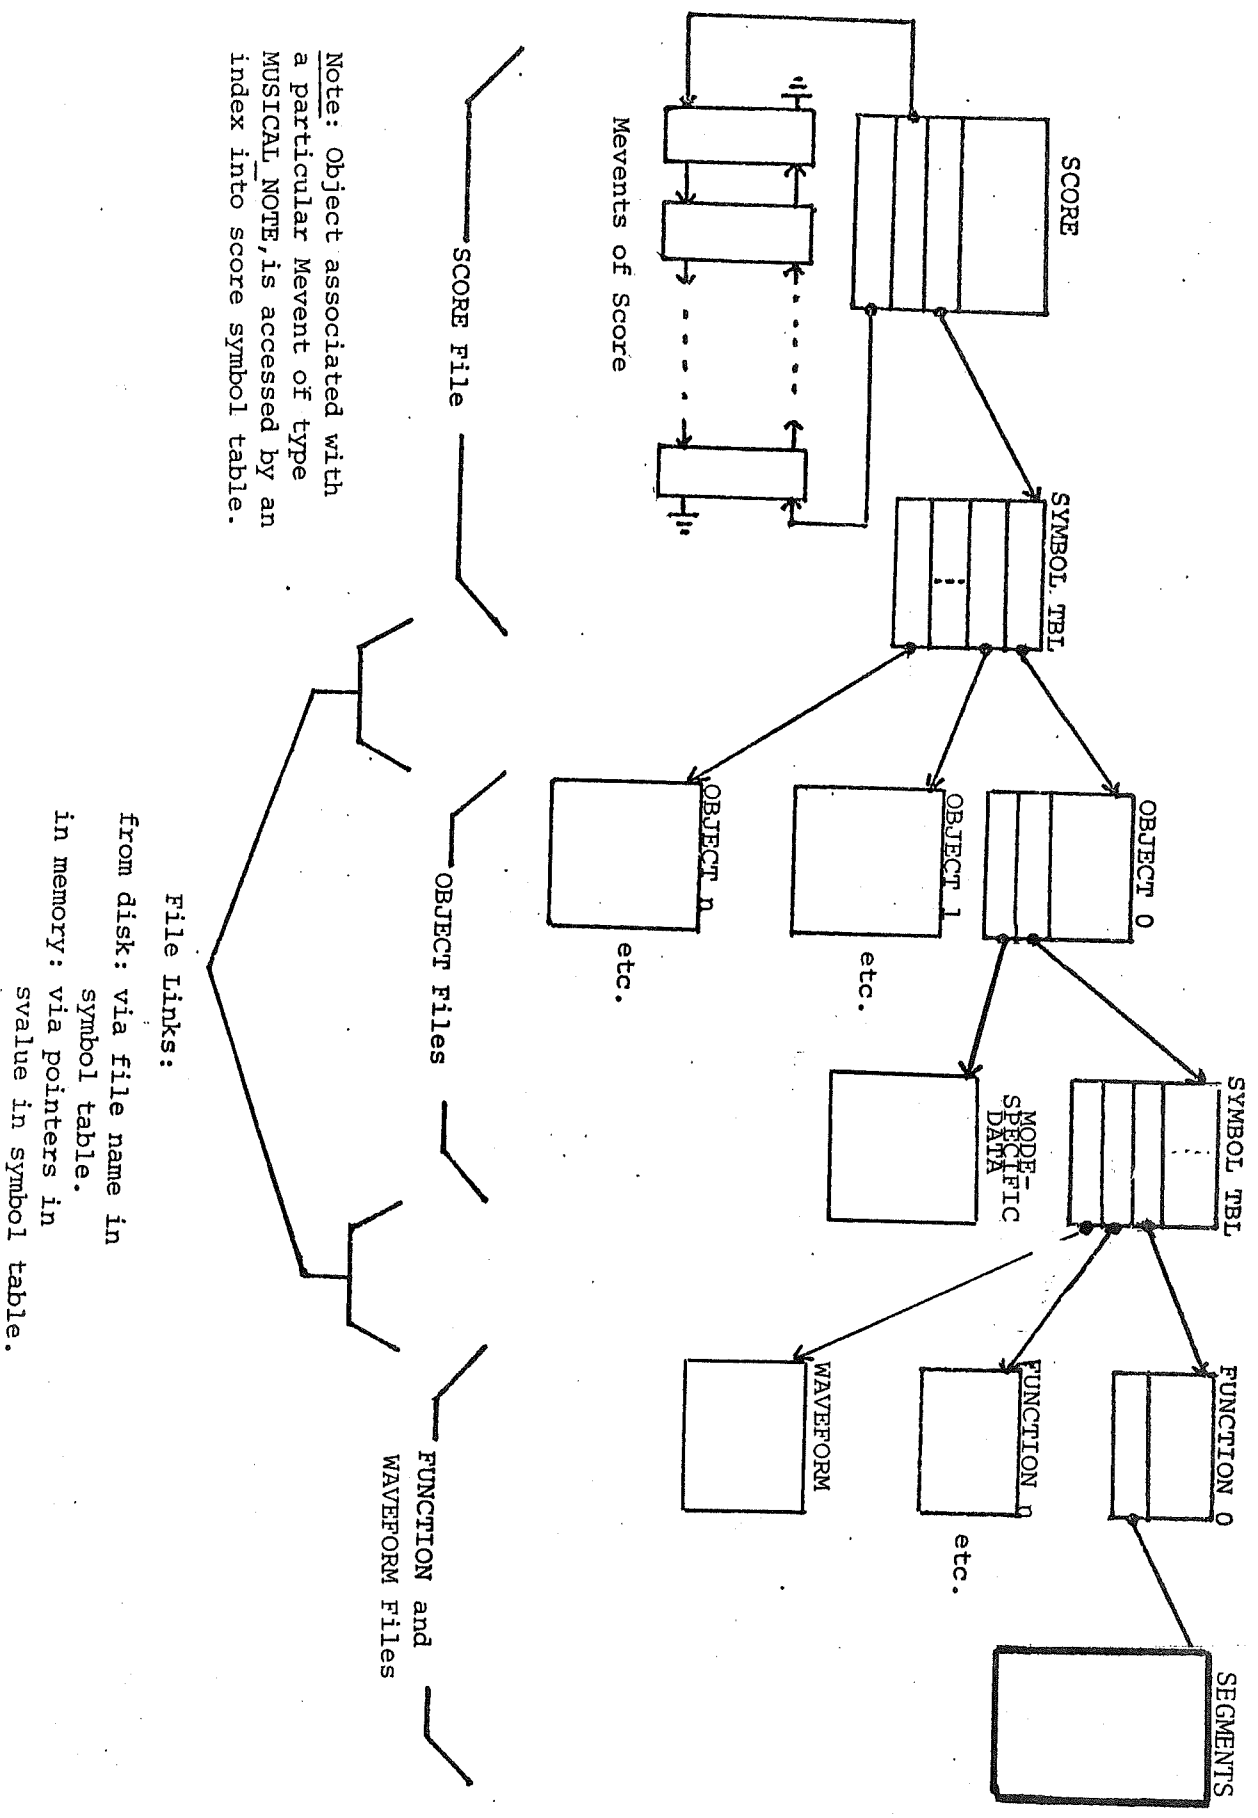 SCORE
SYMBOL TBL
OBJECT 0
SYMBOL TBL
FUNCTION 0
SEGMENTS
Mevents of Score
OBJECT 1
etc.
OBJECT n
etc.
MODE-
SPECIFIC
DATA
FUNCTION n
etc.
WAVEFORM
SCORE File
OBJECT Files
FUNCTION and
WAVEFORM Files
Note: Object associated with
a particular Mevent of type
MUSICAL_NOTE, is accessed by an
index into score symbol table.
File Links:
from disk: via file name in
symbol table.
in memory: via pointers in
svalue in symbol table.